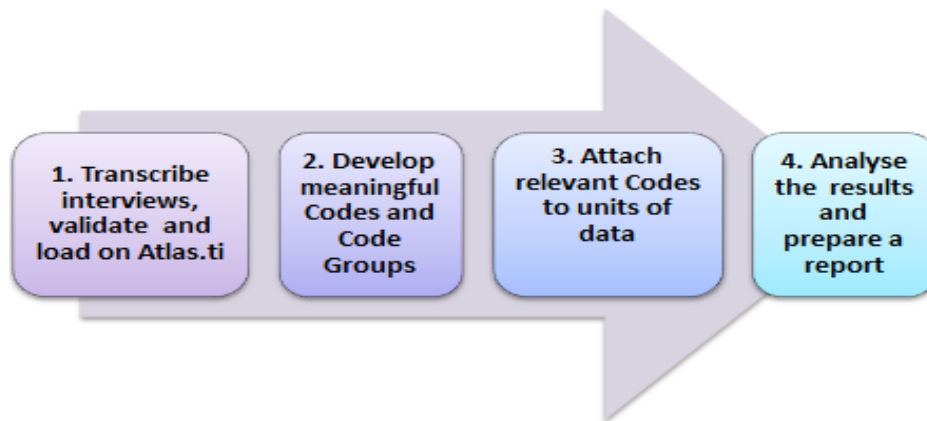 1. Transcribe
interviews,
validate and
load on Atlas.ti
2. Develop
meaningful
Codes and
Code
Groups
3. Attach
relevant Codes
to units of
data
4. Analyse
the results
and
prepare a
report